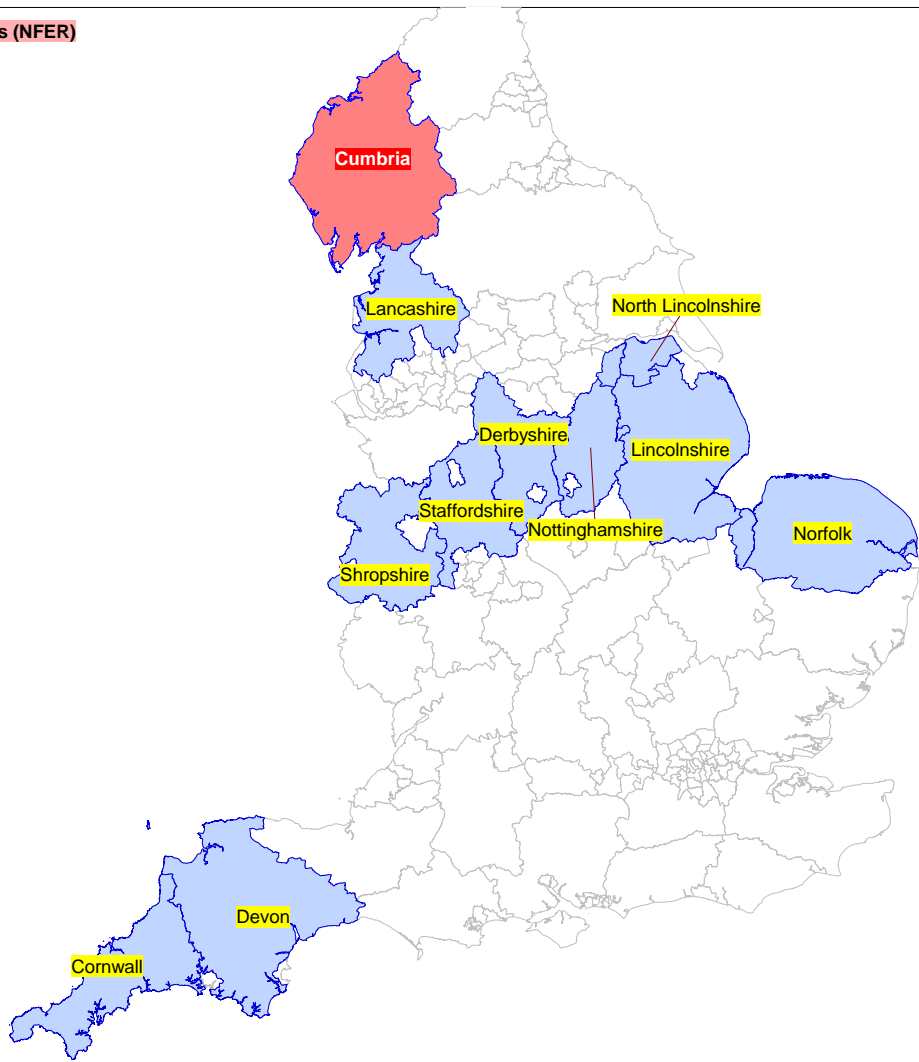 s (NFER)
Cumbria
North Lincolnshire
Lancashire
Derbyshire
Lincolnshire
Staffordshire
Nottinghamshire
Norfolk
Shropshire
Devon
Cornwall